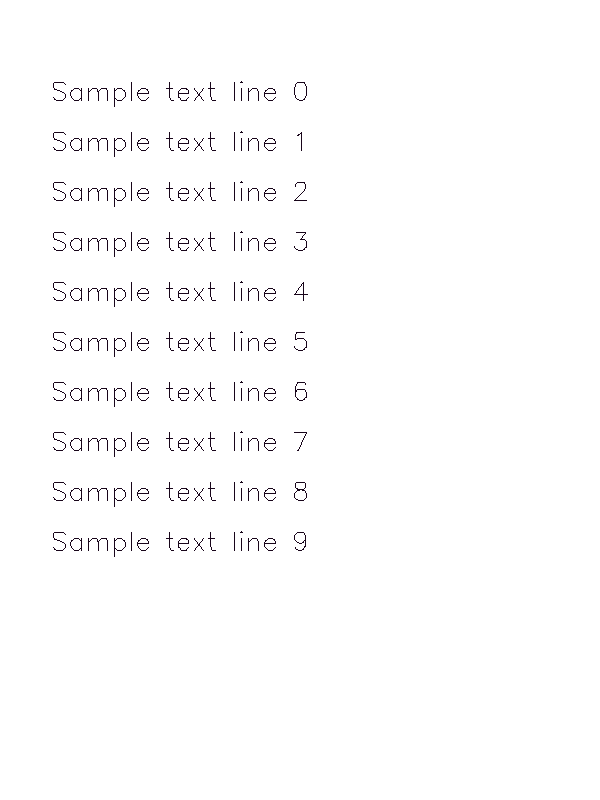 Sample text line 0
Sample text line 1
Sample text line 2
Sample text line 3
Sample text line 4
Sample text line 5
Sample text line 6
Sample text line 7
Sample text line 8
Sample text line 9